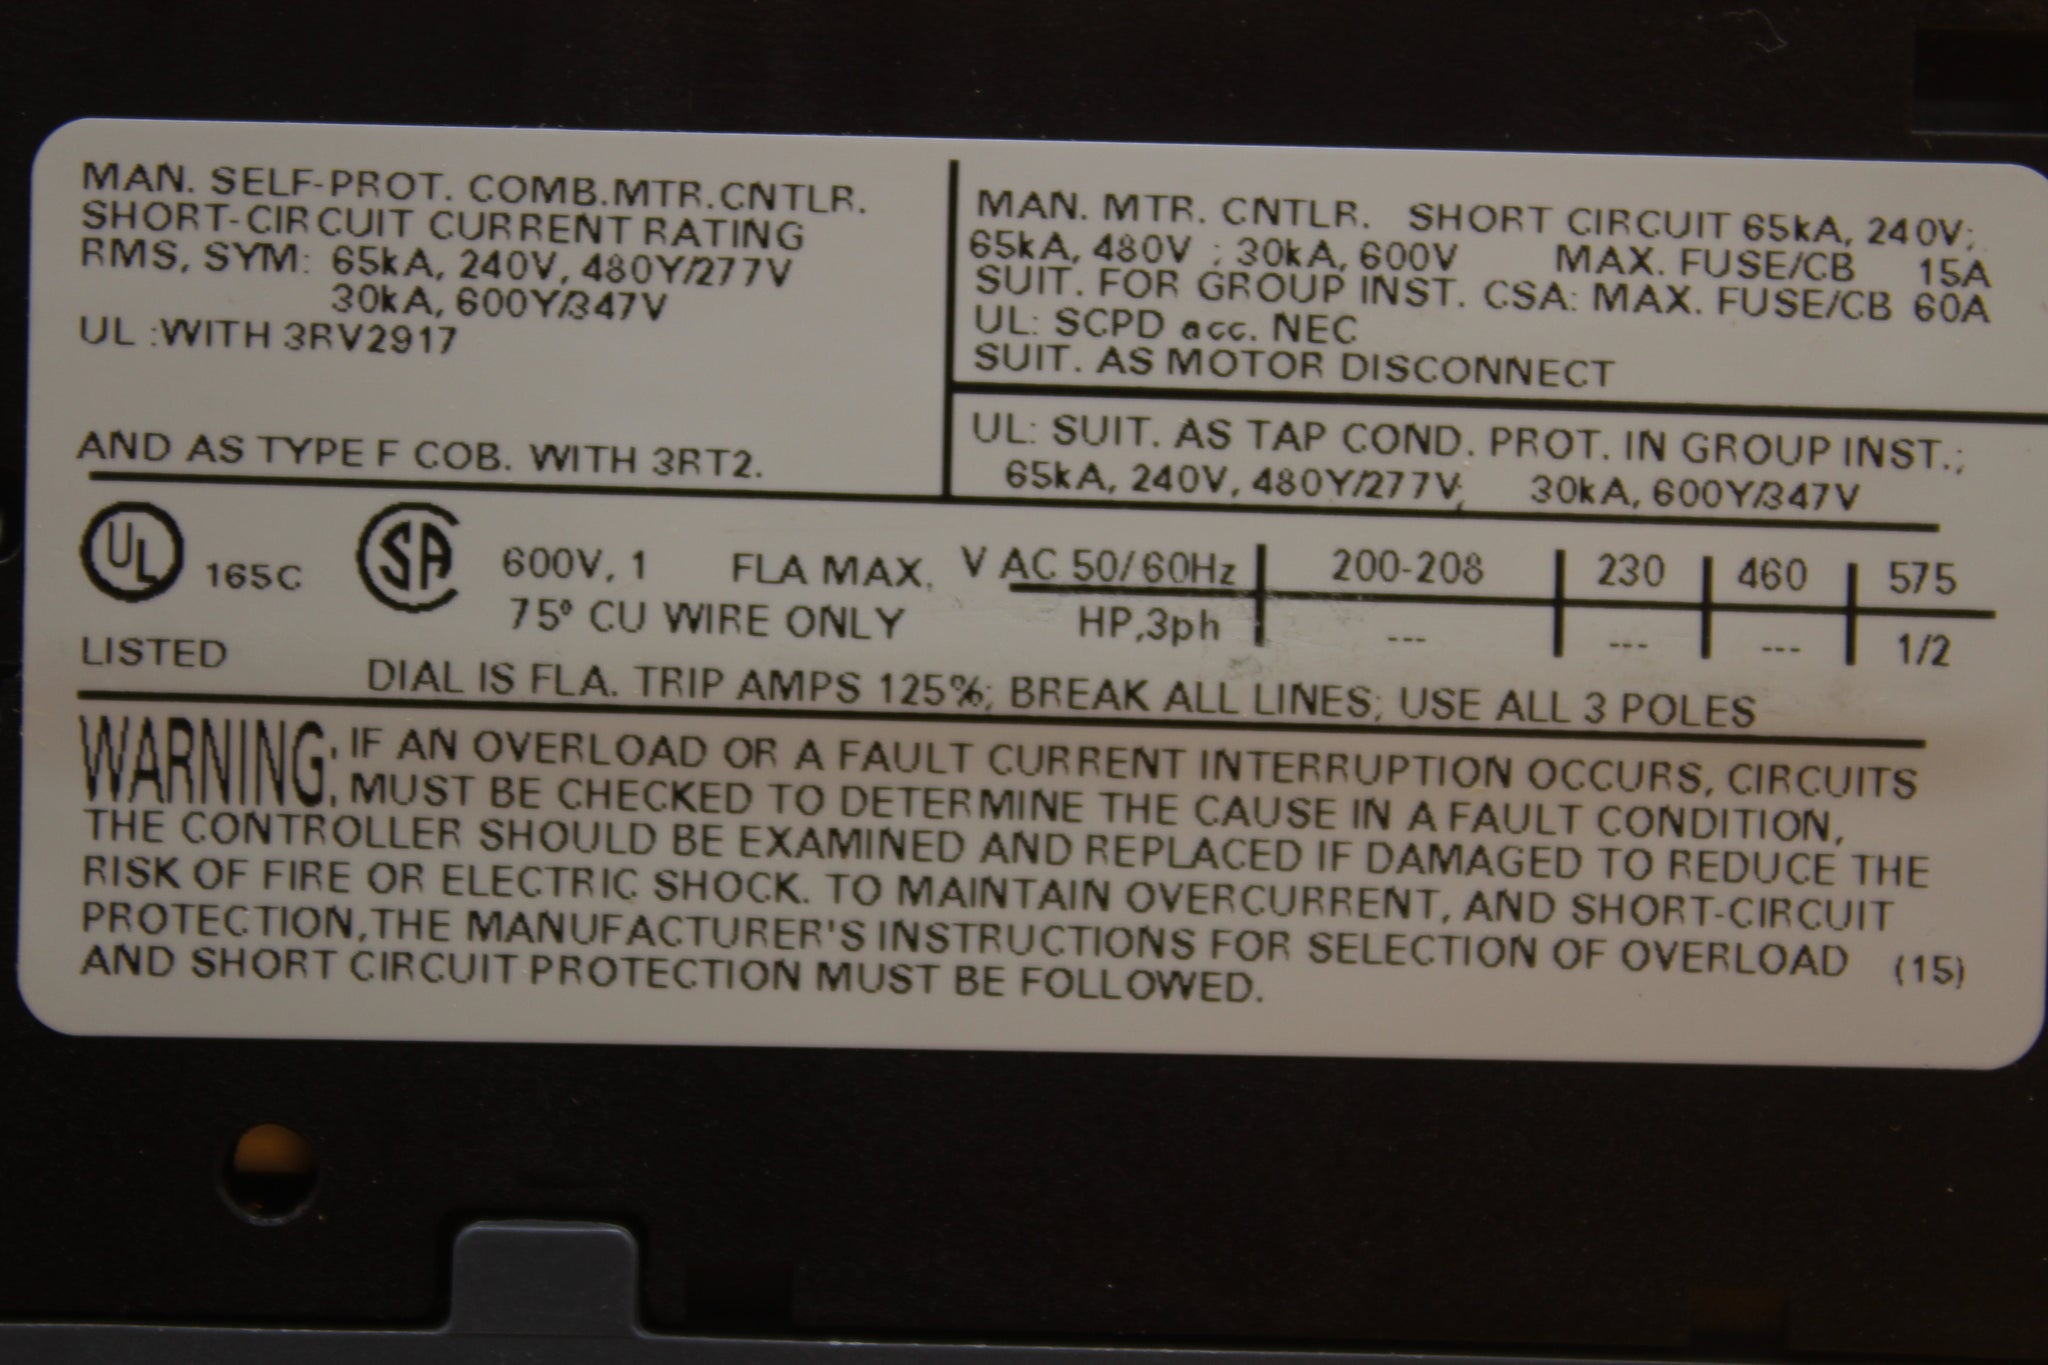 MAN. SELF-PROT. COMB.MTR.CNTLR.
SHORT-CIRCUIT CURRENT RATING
RMS, SYM: 65kA, 240V, 480Y/277V
30kA, 600Y/347V
UL :WITH 3RV2917
AND AS TYPE F COB. WITH 3RT2.
MAN. MTR. CNTLR. SHORT CIRCUIT 65kA, 240V;
65kA, 480V ; 30kA, 600V MAX. FUSE/CB 15A
SUIT. FOR GROUP INST. CSA: MAX. FUSE/CB 60A
UL: SCPD acc. NEC
SUIT. AS MOTOR DISCONNECT
UL: SUIT. AS TAP COND. PROT. IN GROUP INST.;
65kA, 240V, 480Y/277V; 30kA, 600Y/347V
UL 165C SA 600V, 1 FLA MAX. V AC 50/60Hz 200-208 230 460 575
75° CU WIRE ONLY HP,3ph --- --- --- 1/2
LISTED
DIAL IS FLA. TRIP AMPS 125%; BREAK ALL LINES; USE ALL 3 POLES
WARNING: IF AN OVERLOAD OR A FAULT CURRENT INTERRUPTION OCCURS, CIRCUITS
MUST BE CHECKED TO DETERMINE THE CAUSE IN A FAULT CONDITION,
THE CONTROLLER SHOULD BE EXAMINED AND REPLACED IF DAMAGED TO REDUCE THE
RISK OF FIRE OR ELECTRIC SHOCK. TO MAINTAIN OVERCURRENT, AND SHORT-CIRCUIT
PROTECTION,THE MANUFACTURER'S INSTRUCTIONS FOR SELECTION OF OVERLOAD (15)
AND SHORT CIRCUIT PROTECTION MUST BE FOLLOWED.